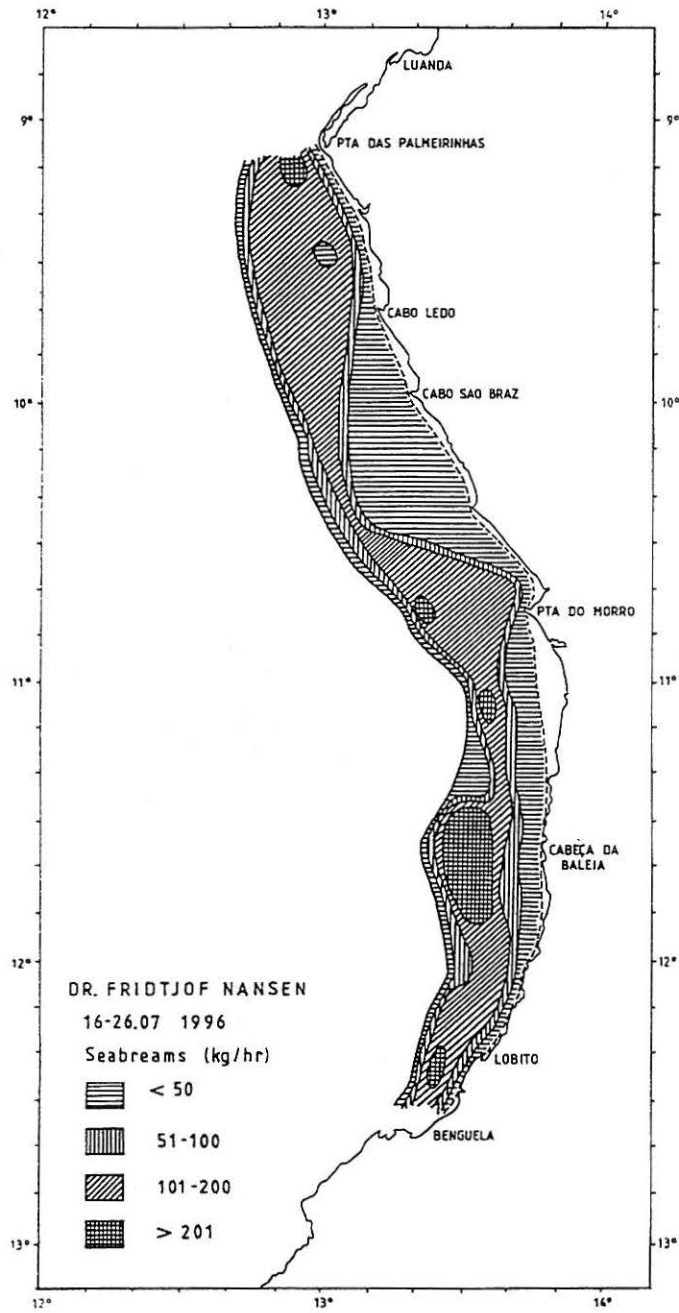 13°
14°
LUANDA
9°
9°
PTA DAS PALMEIRINHAS
CABO LEDO
CABO SAO BRAZ
10°
10°
PTA DO MORRO
11°
11°
CABEÇA DA
BALEIA
12°
12°
DR. FRIDTJOF NANSEN
16-26.07 1996
Seabreams (kg/hr)
< 50
LOBITO
51-100
BENGUELA
101-200
> 201
13°
13°
12°
13°
14°